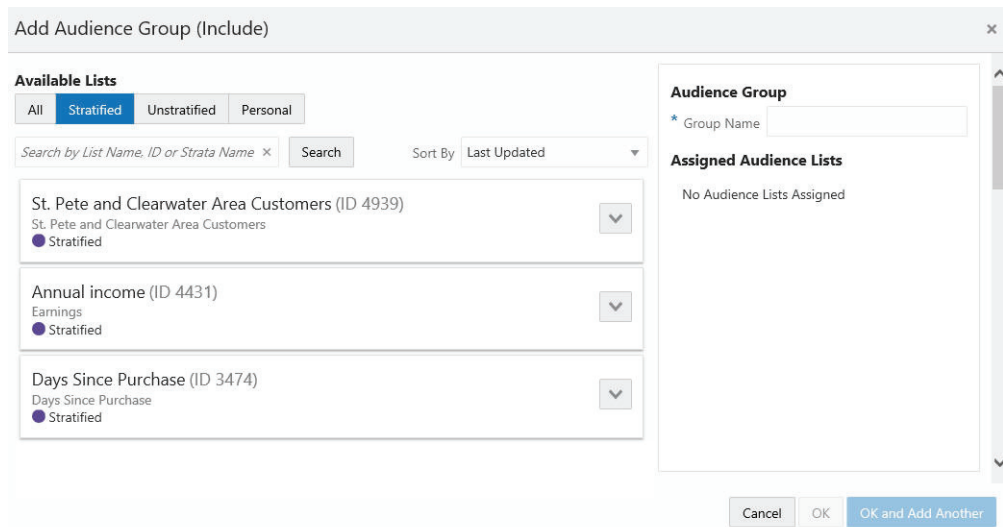 Add Audience Group (Include)
×
Available Lists
All Stratified Unstratified Personal
Search by List Name, ID or Strata Name × Search Sort By Last Updated
St. Pete and Clearwater Area Customers (ID 4939)
St. Pete and Clearwater Area Customers
Stratified
Annual income (ID 4431)
Earnings
Stratified
Days Since Purchase (ID 3474)
Days Since Purchase
Stratified
Audience Group
* Group Name
Assigned Audience Lists
No Audience Lists Assigned
Cancel OK OK and Add Another